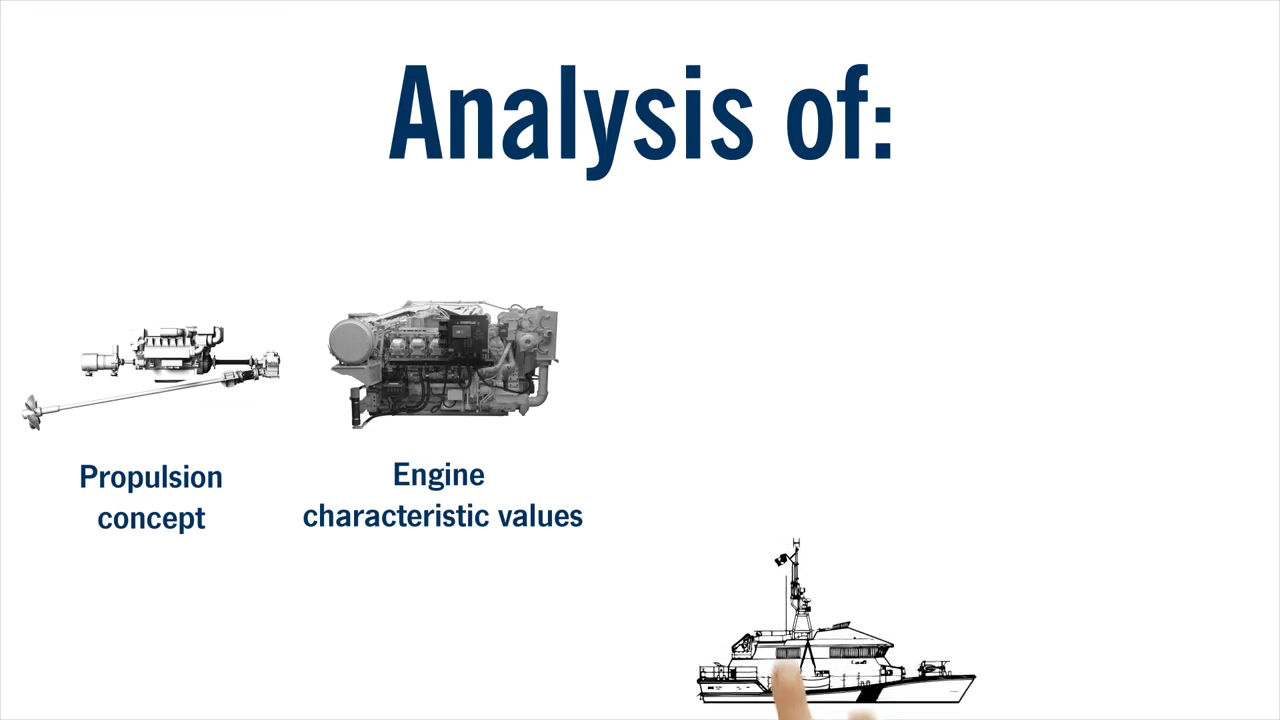 Analysis of:
Propulsion
concept
Engine
characteristic values